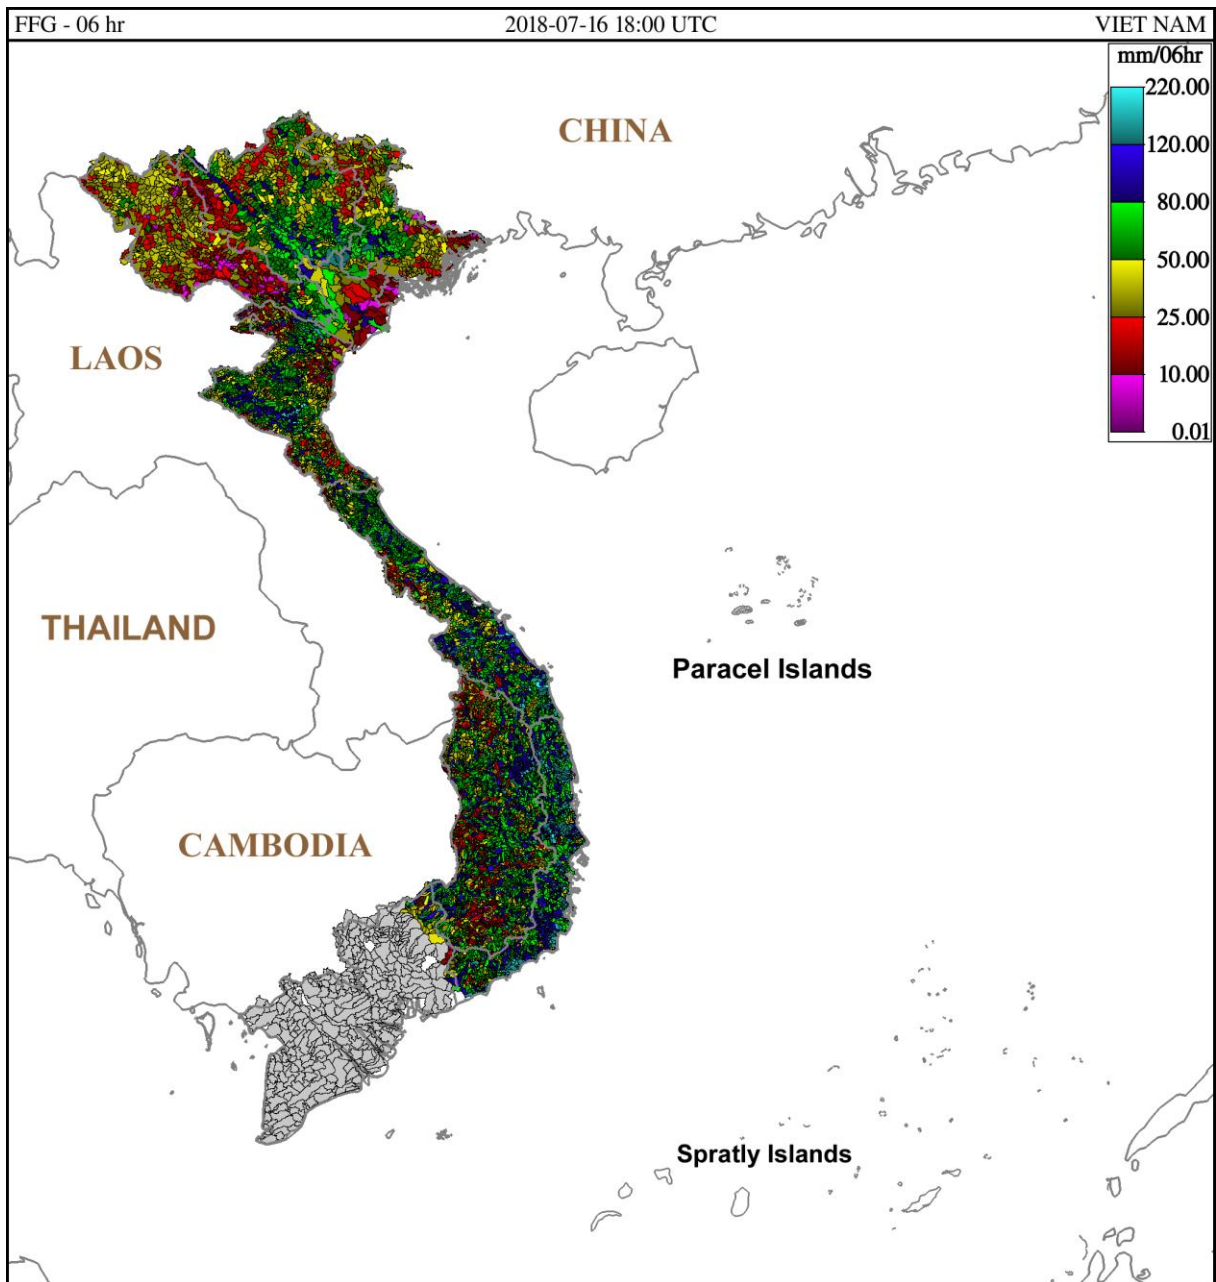 FFG - 06 hr 2018-07-16 18:00 UTC VIET NAM
mm/06hr
220.00
120.00
80.00
50.00
25.00
10.00
0.01
CHINA
LAOS
THAILAND
Paracel Islands
CAMBODIA
Spratly Islands